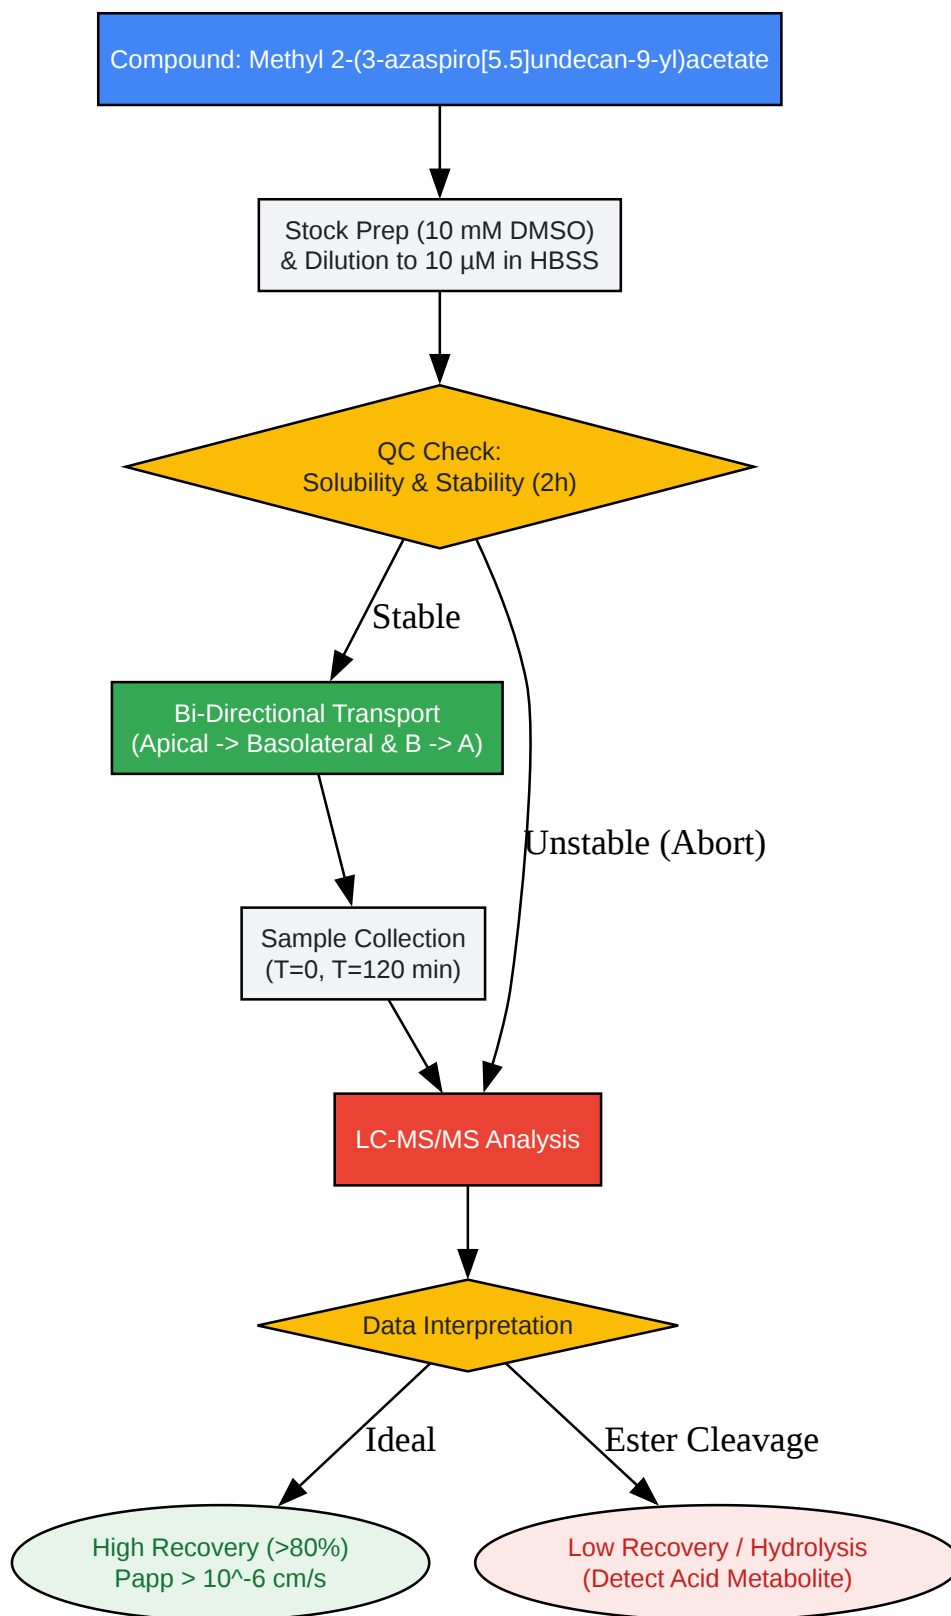 Compound: Methyl 2-(3-azaspiro[5.5]undecan-9-yl)acetate
Stock Prep (10 mM DMSO)
& Dilution to 10 µM in HBSS
QC Check:
Solubility & Stability (2h)
Stable
Bi-Directional Transport
(Apical -> Basolateral & B -> A)
Unstable (Abort)
Sample Collection
(T=0, T=120 min)
LC-MS/MS Analysis
Data Interpretation
Ideal
Ester Cleavage
High Recovery (>80%)
Papp > 10^-6 cm/s
Low Recovery / Hydrolysis
(Detect Acid Metabolite)